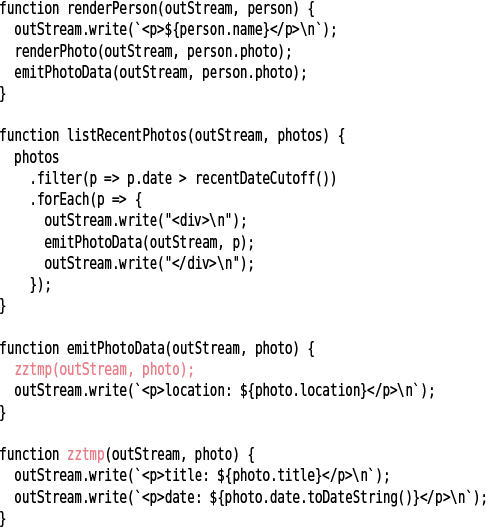 function renderPerson(outStream, person) {
  outStream.write(`<p>${person.name}</p>\n`);
  renderPhoto(outStream, person.photo);
  emitPhotoData(outStream, person.photo);
}

function listRecentPhotos(outStream, photos) {
  photos
    .filter(p => p.date > recentDateCutoff())
    .forEach(p => {
      outStream.write("<div>\n");
      emitPhotoData(outStream, p);
      outStream.write("</div>\n");
    });
}

function emitPhotoData(outStream, photo) {
  zztmp(outStream, photo);
  outStream.write(`<p>location: ${photo.location}</p>\n`);
}

function zztmp(outStream, photo) {
  outStream.write(`<p>title: ${photo.title}</p>\n`);
  outStream.write(`<p>date: ${photo.date.toDateString()}</p>\n`);
}